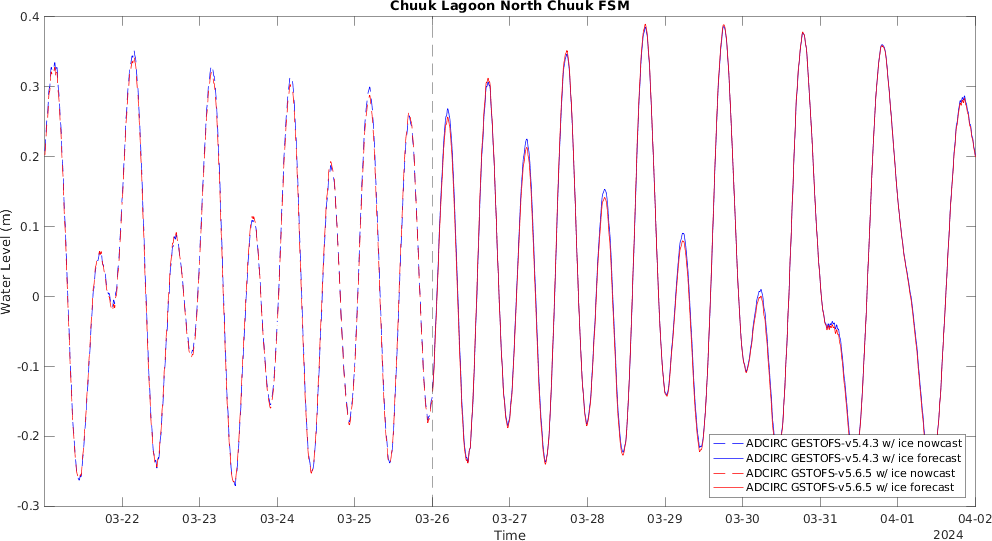 Chuuk Lagoon North Chuuk FSM
0.4
0.3
0.2
0.1
0
-0.1
-0.2
-0.3
Water Level (m)
ADCIRC GESTOFS-v5.4.3 w/ ice nowcast
ADCIRC GESTOFS-v5.4.3 w/ ice forecast
ADCIRC GSTOFS-v5.6.5 w/ ice nowcast
ADCIRC GSTOFS-v5.6.5 w/ ice forecast
03-22 03-23 03-24 03-25 03-26 03-27 03-28 03-29 03-30 03-31 04-01 04-02
Time 2024